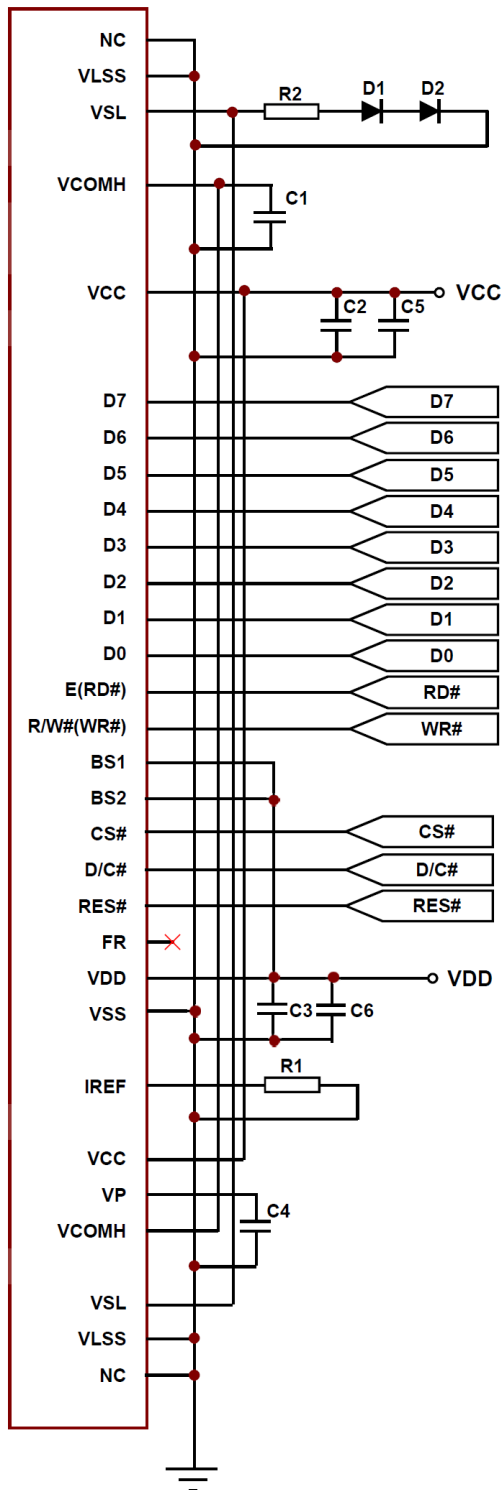 NC
VLSS
VSL R2 D1 D2
VCOMH C1
VCC C2 C5 VCC
D7 D7
D6 D6
D5 D5
D4 D4
D3 D3
D2 D2
D1 D1
D0 D0
E(RD#) RD#
R/W#(WR#) WR#
BS1
BS2
CS# CS#
D/C# D/C#
RES# RES#
FR
VDD VDD
VSS C3 C6
IREF R1
VCC
VP C4
VCOMH
VSL
VLSS
NC